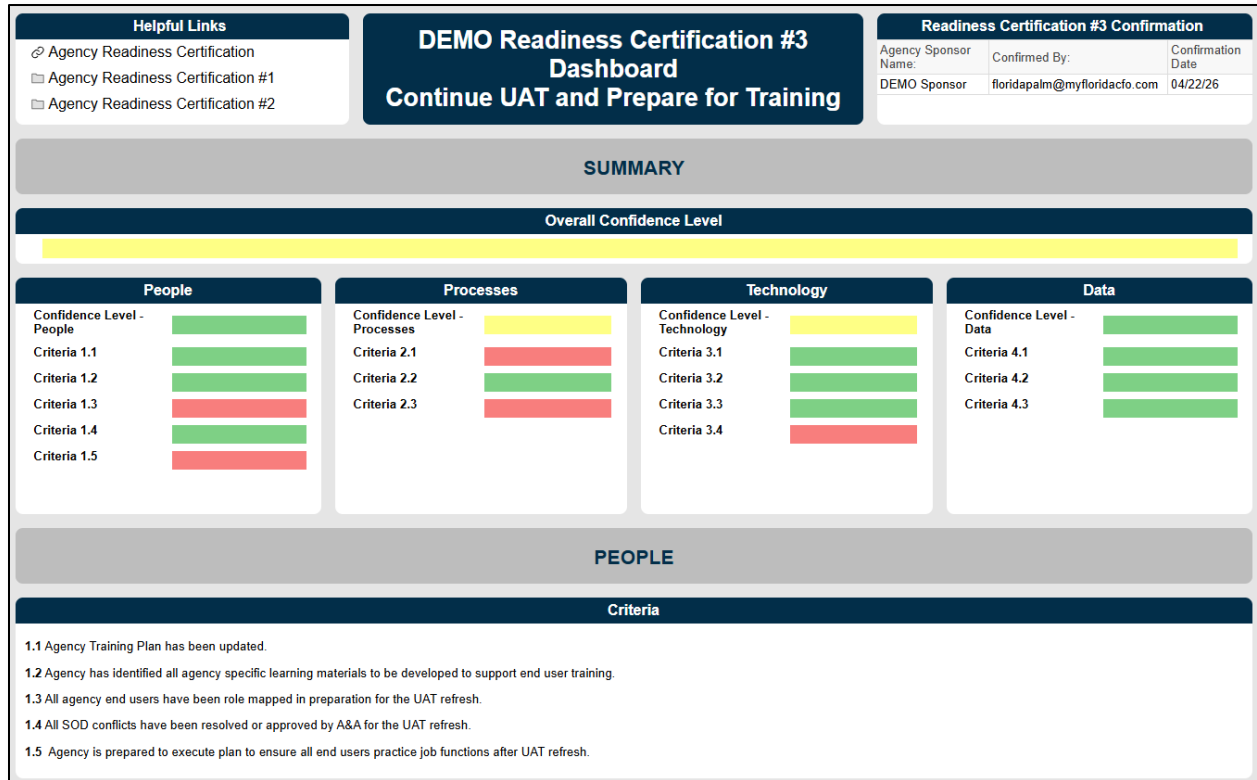 Helpful Links
Agency Readiness Certification
Agency Readiness Certification #1
Agency Readiness Certification #2
DEMO Readiness Certification #3
Dashboard
Continue UAT and Prepare for Training
Readiness Certification #3 Confirmation
Agency Sponsor Name: Confirmed By: Confirmation Date
DEMO Sponsor floridapalm@myfloridacfo.com 04/22/26
SUMMARY
Overall Confidence Level
People
Confidence Level -
People
Criteria 1.1
Criteria 1.2
Criteria 1.3
Criteria 1.4
Criteria 1.5
Processes
Confidence Level -
Processes
Criteria 2.1
Criteria 2.2
Criteria 2.3
Technology
Confidence Level -
Technology
Criteria 3.1
Criteria 3.2
Criteria 3.3
Criteria 3.4
Data
Confidence Level -
Data
Criteria 4.1
Criteria 4.2
Criteria 4.3
PEOPLE
Criteria
1.1 Agency Training Plan has been updated.
1.2 Agency has identified all agency specific learning materials to be developed to support end user training.
1.3 All agency end users have been role mapped in preparation for the UAT refresh.
1.4 All SOD conflicts have been resolved or approved by A&A for the UAT refresh.
1.5 Agency is prepared to execute plan to ensure all end users practice job functions after UAT refresh.